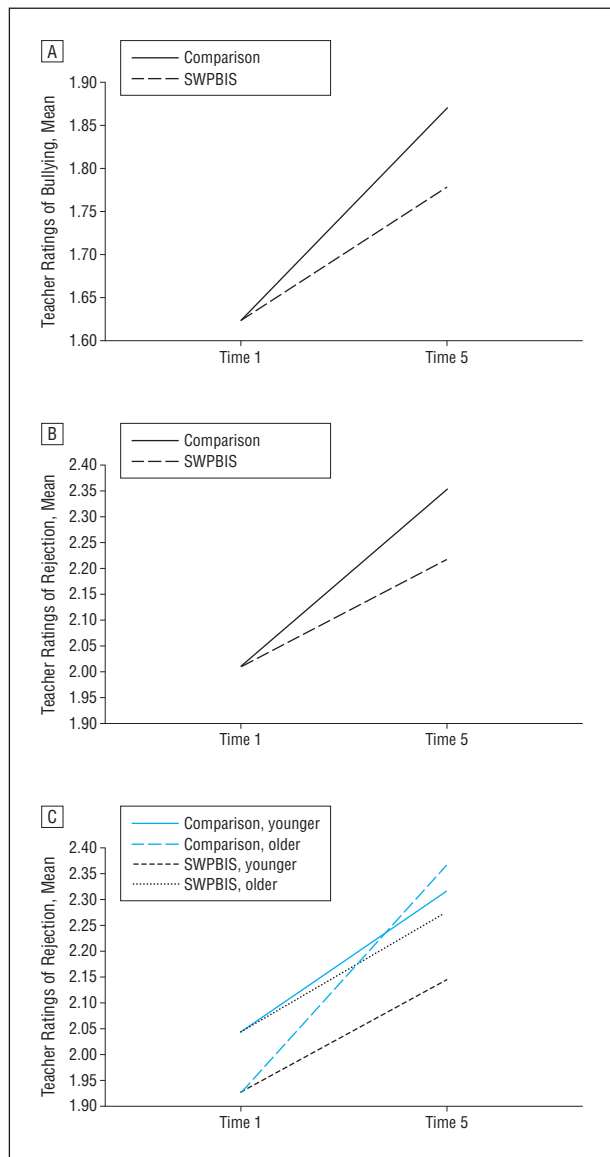 A
Comparison
SWPBIS
1.90
1.85
1.80
1.75
1.70
1.65
1.60
Teacher Ratings of Bullying, Mean
Time 1 Time 5
B
Comparison
SWPBIS
2.40
2.35
2.30
2.25
2.20
2.15
2.10
2.05
2.00
1.95
1.90
Teacher Ratings of Rejection, Mean
Time 1 Time 5
C
Comparison, younger
Comparison, older
SWPBIS, younger
SWPBIS, older
2.40
2.35
2.30
2.25
2.20
2.15
2.10
2.05
2.00
1.95
1.90
Teacher Ratings of Rejection, Mean
Time 1 Time 5